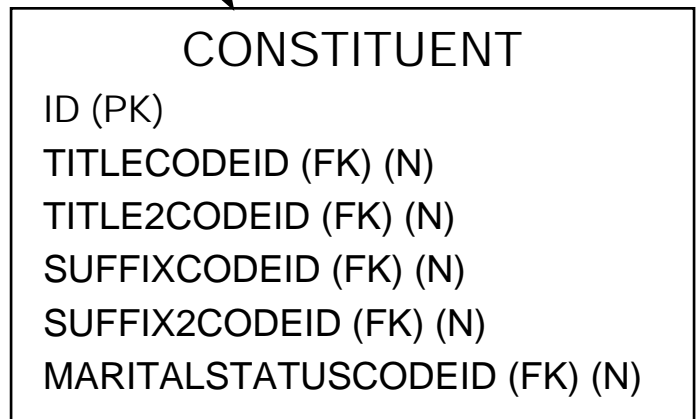 CONSTITUENT
ID (PK)
TITLECODEID (FK) (N)
TITLE2CODEID (FK) (N)
SUFFIXCODEID (FK) (N)
SUFFIX2CODEID (FK) (N)
MARITALSTATUSCODEID (FK) (N)